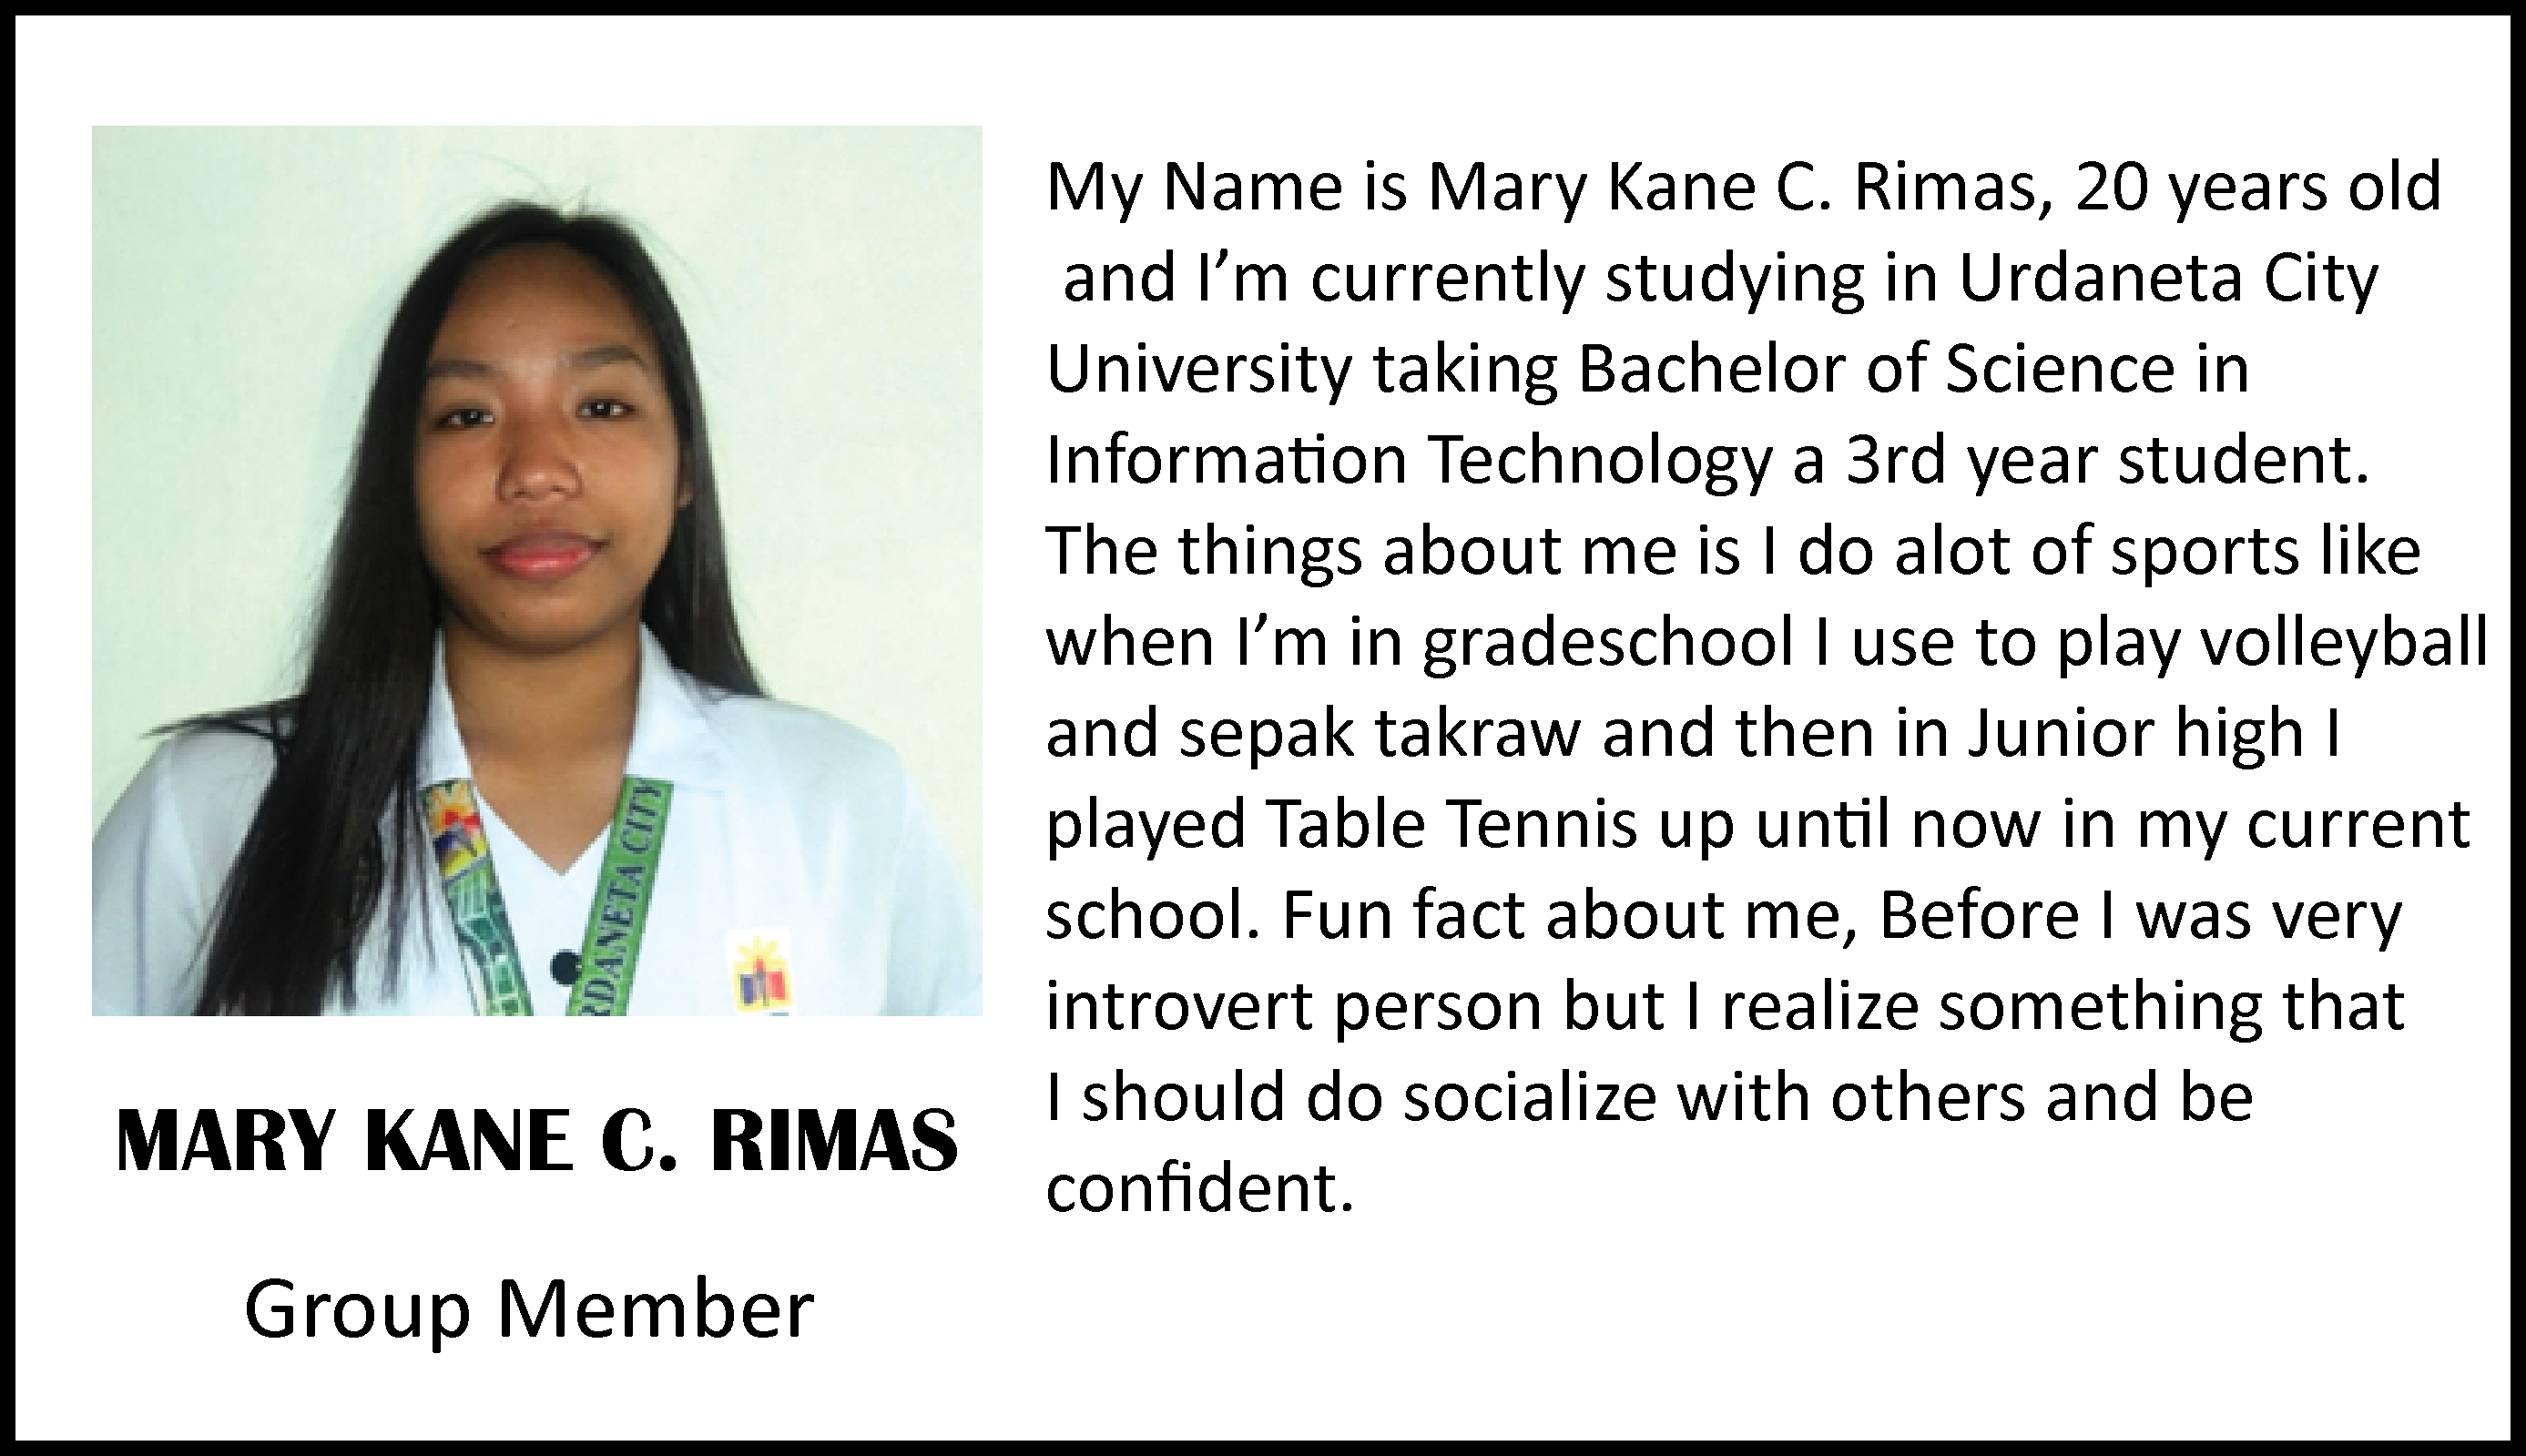 My Name is Mary Kane C. Rimas, 20 years old
and I’m currently studying in Urdaneta City
University taking Bachelor of Science in
Information Technology a 3rd year student.
The things about me is I do alot of sports like
when I’m in gradeschool I use to play volleyball
and sepak takraw and then in Junior high I
played Table Tennis up until now in my current
school. Fun fact about me, Before I was very
introvert person but I realize something that
I should do socialize with others and be
confident.
RDANETA CITY
MARY KANE C. RIMAS
Group Member